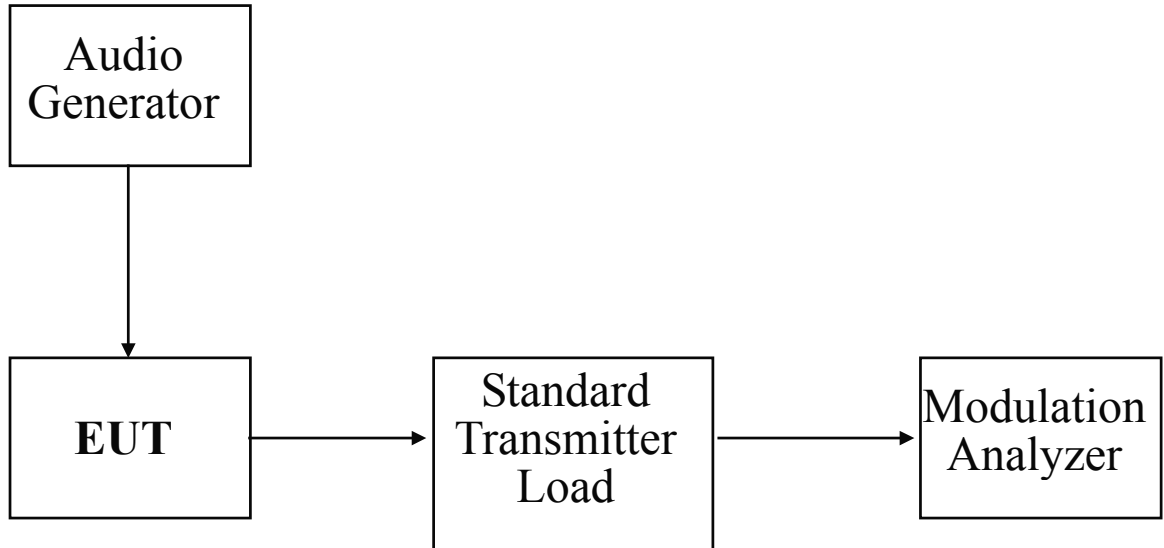 Audio
Generator
EUT
Standard
Transmitter
Load
Modulation
Analyzer